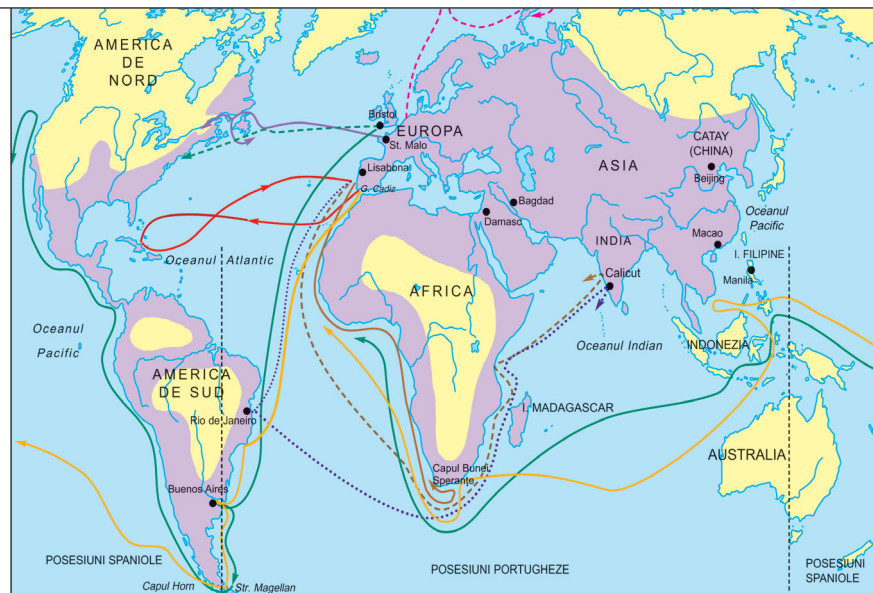 AMERICA
DE
NORD
Bristol
EUROPA
St. Malo
Lisabona
G. Cadiz
ASIA
CATAY
(CHINA)
Beijing
Bagdad
Damasc
Oceanul
Pacific
INDIA
Macao
I. FILIPINE
Manila
Calicut
Oceanul Atlantic
AFRICA
Oceanul
Pacific
Oceanul Indian
INDONEZIA
AMERICA
DE SUD
Rio de Janeiro
I. MADAGASCAR
AUSTRALIA
Capul Bunei
Speranțe
Buenos Aires
POSESIUNI SPANIOLE
POSESIUNI PORTUGHEZE
POSESIUNI
SPANIOLE
Capul Horn
Str. Magellan